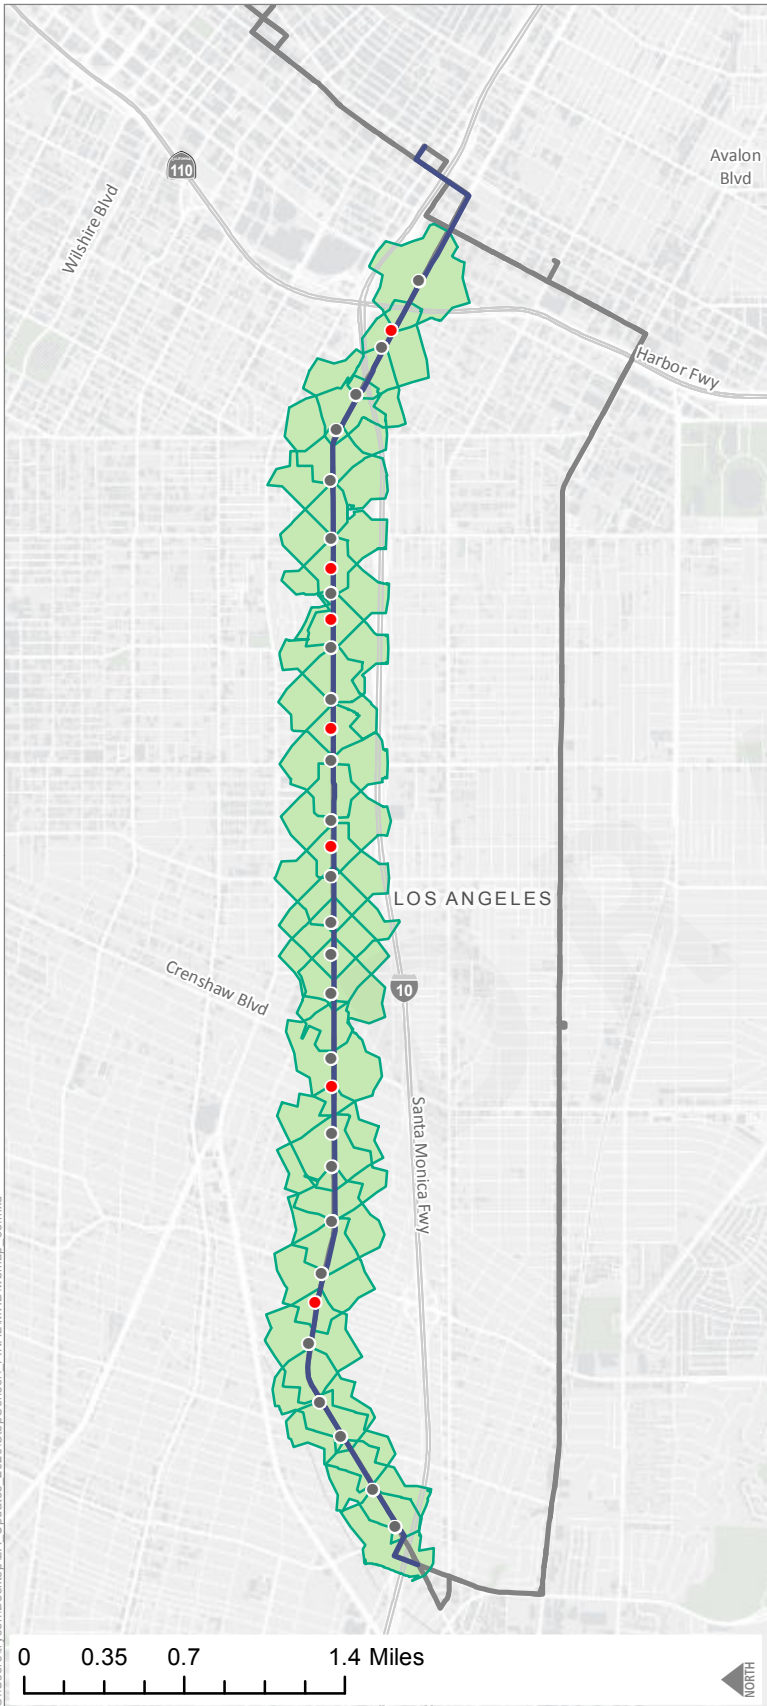 110
Wilshire Blvd
Avalon
Blvd
Harbor Fwy
LOS ANGELES
Crenshaw Blvd
10
Santa Monica Fwy
0 0.35 0.7 1.4 Miles
NORTH